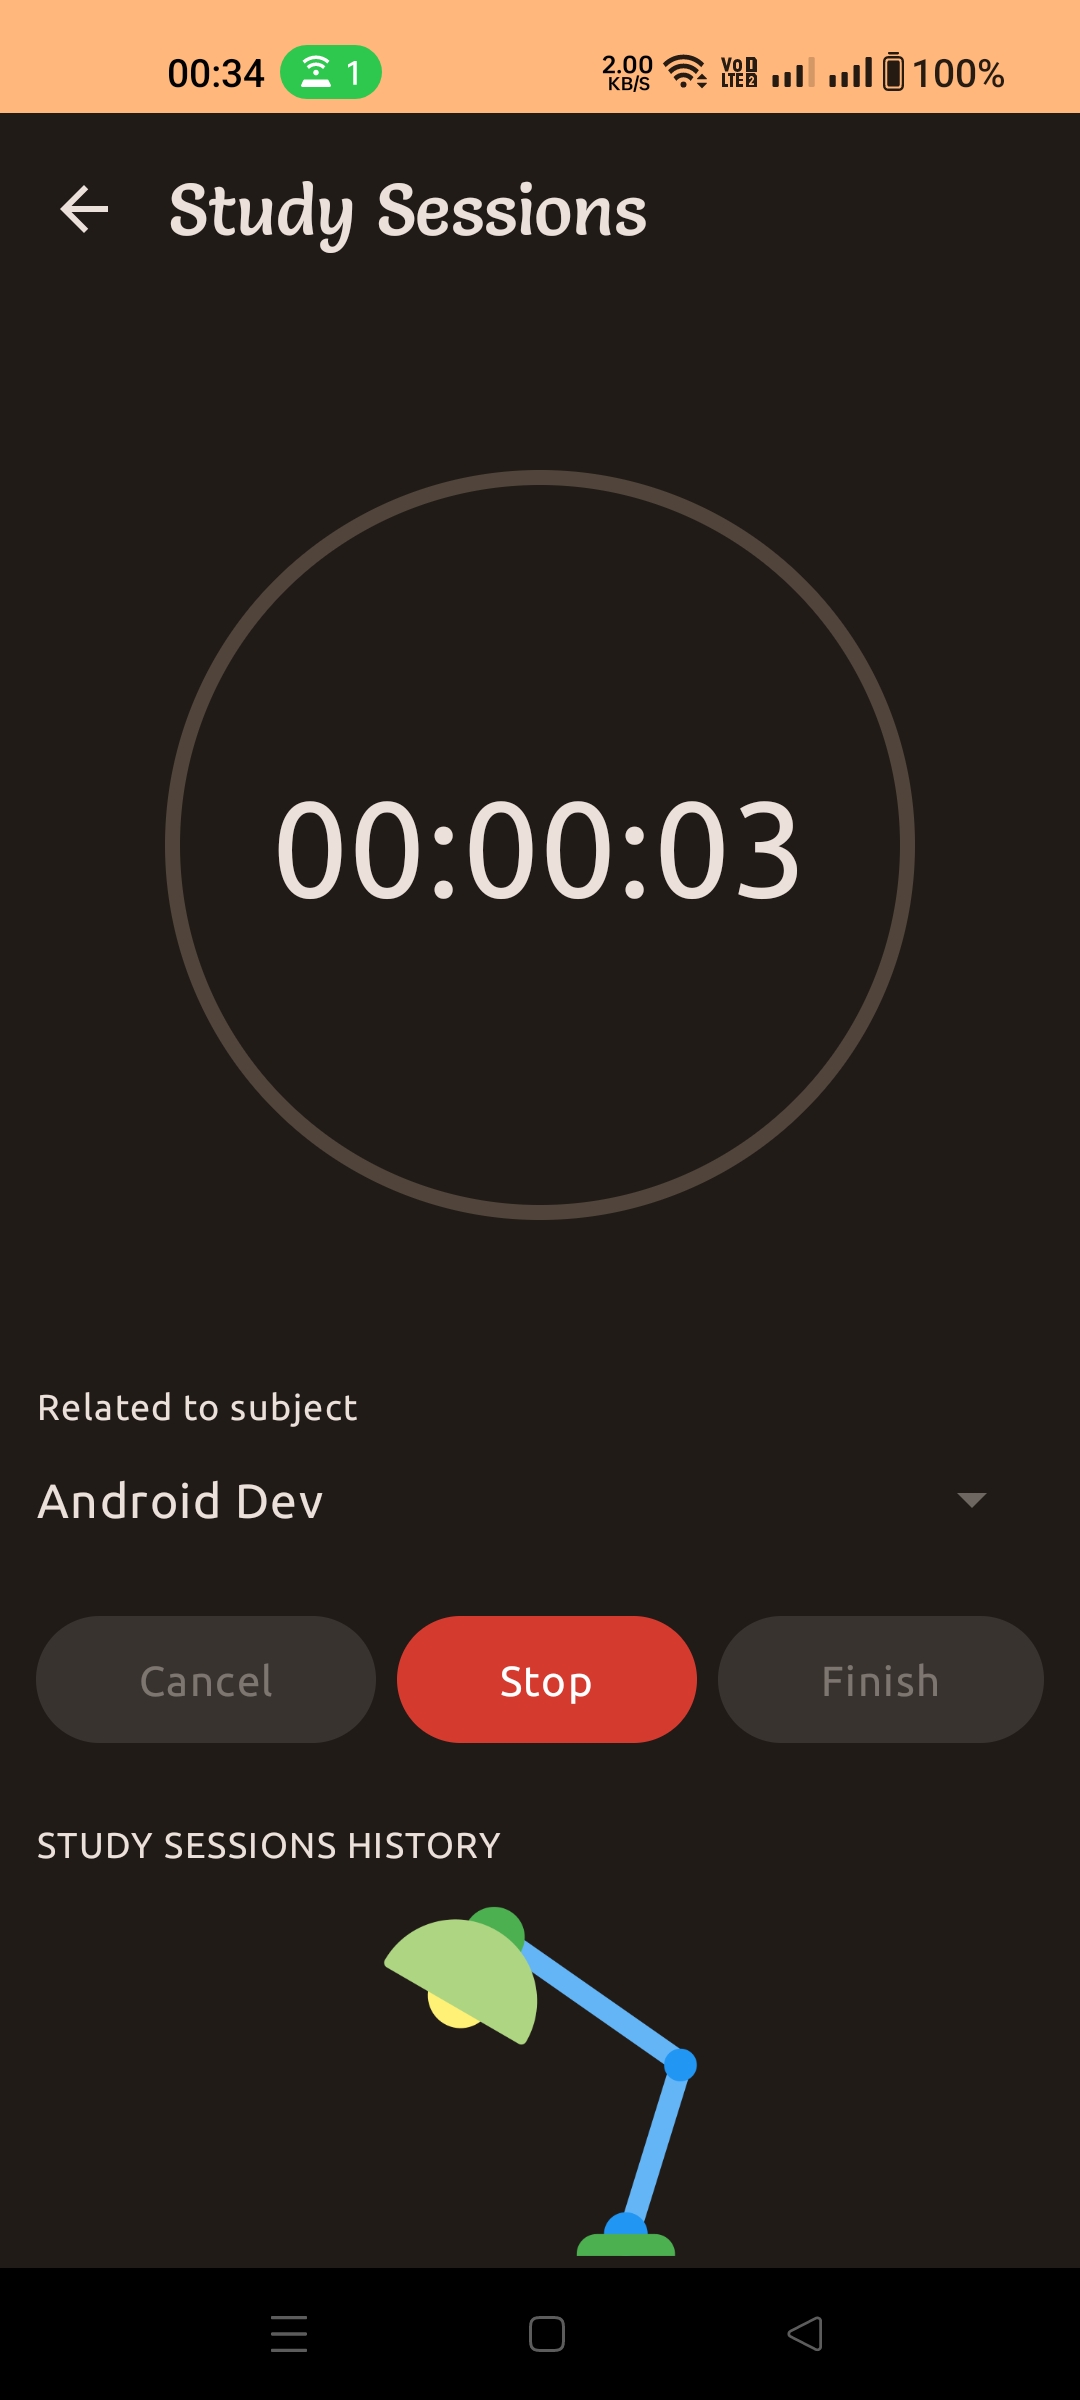 00:34 1 2.00 KB/S VoD LTE2 100%
Study Sessions
00:00:03
Related to subject
Android Dev
Cancel Stop Finish
STUDY SESSIONS HISTORY